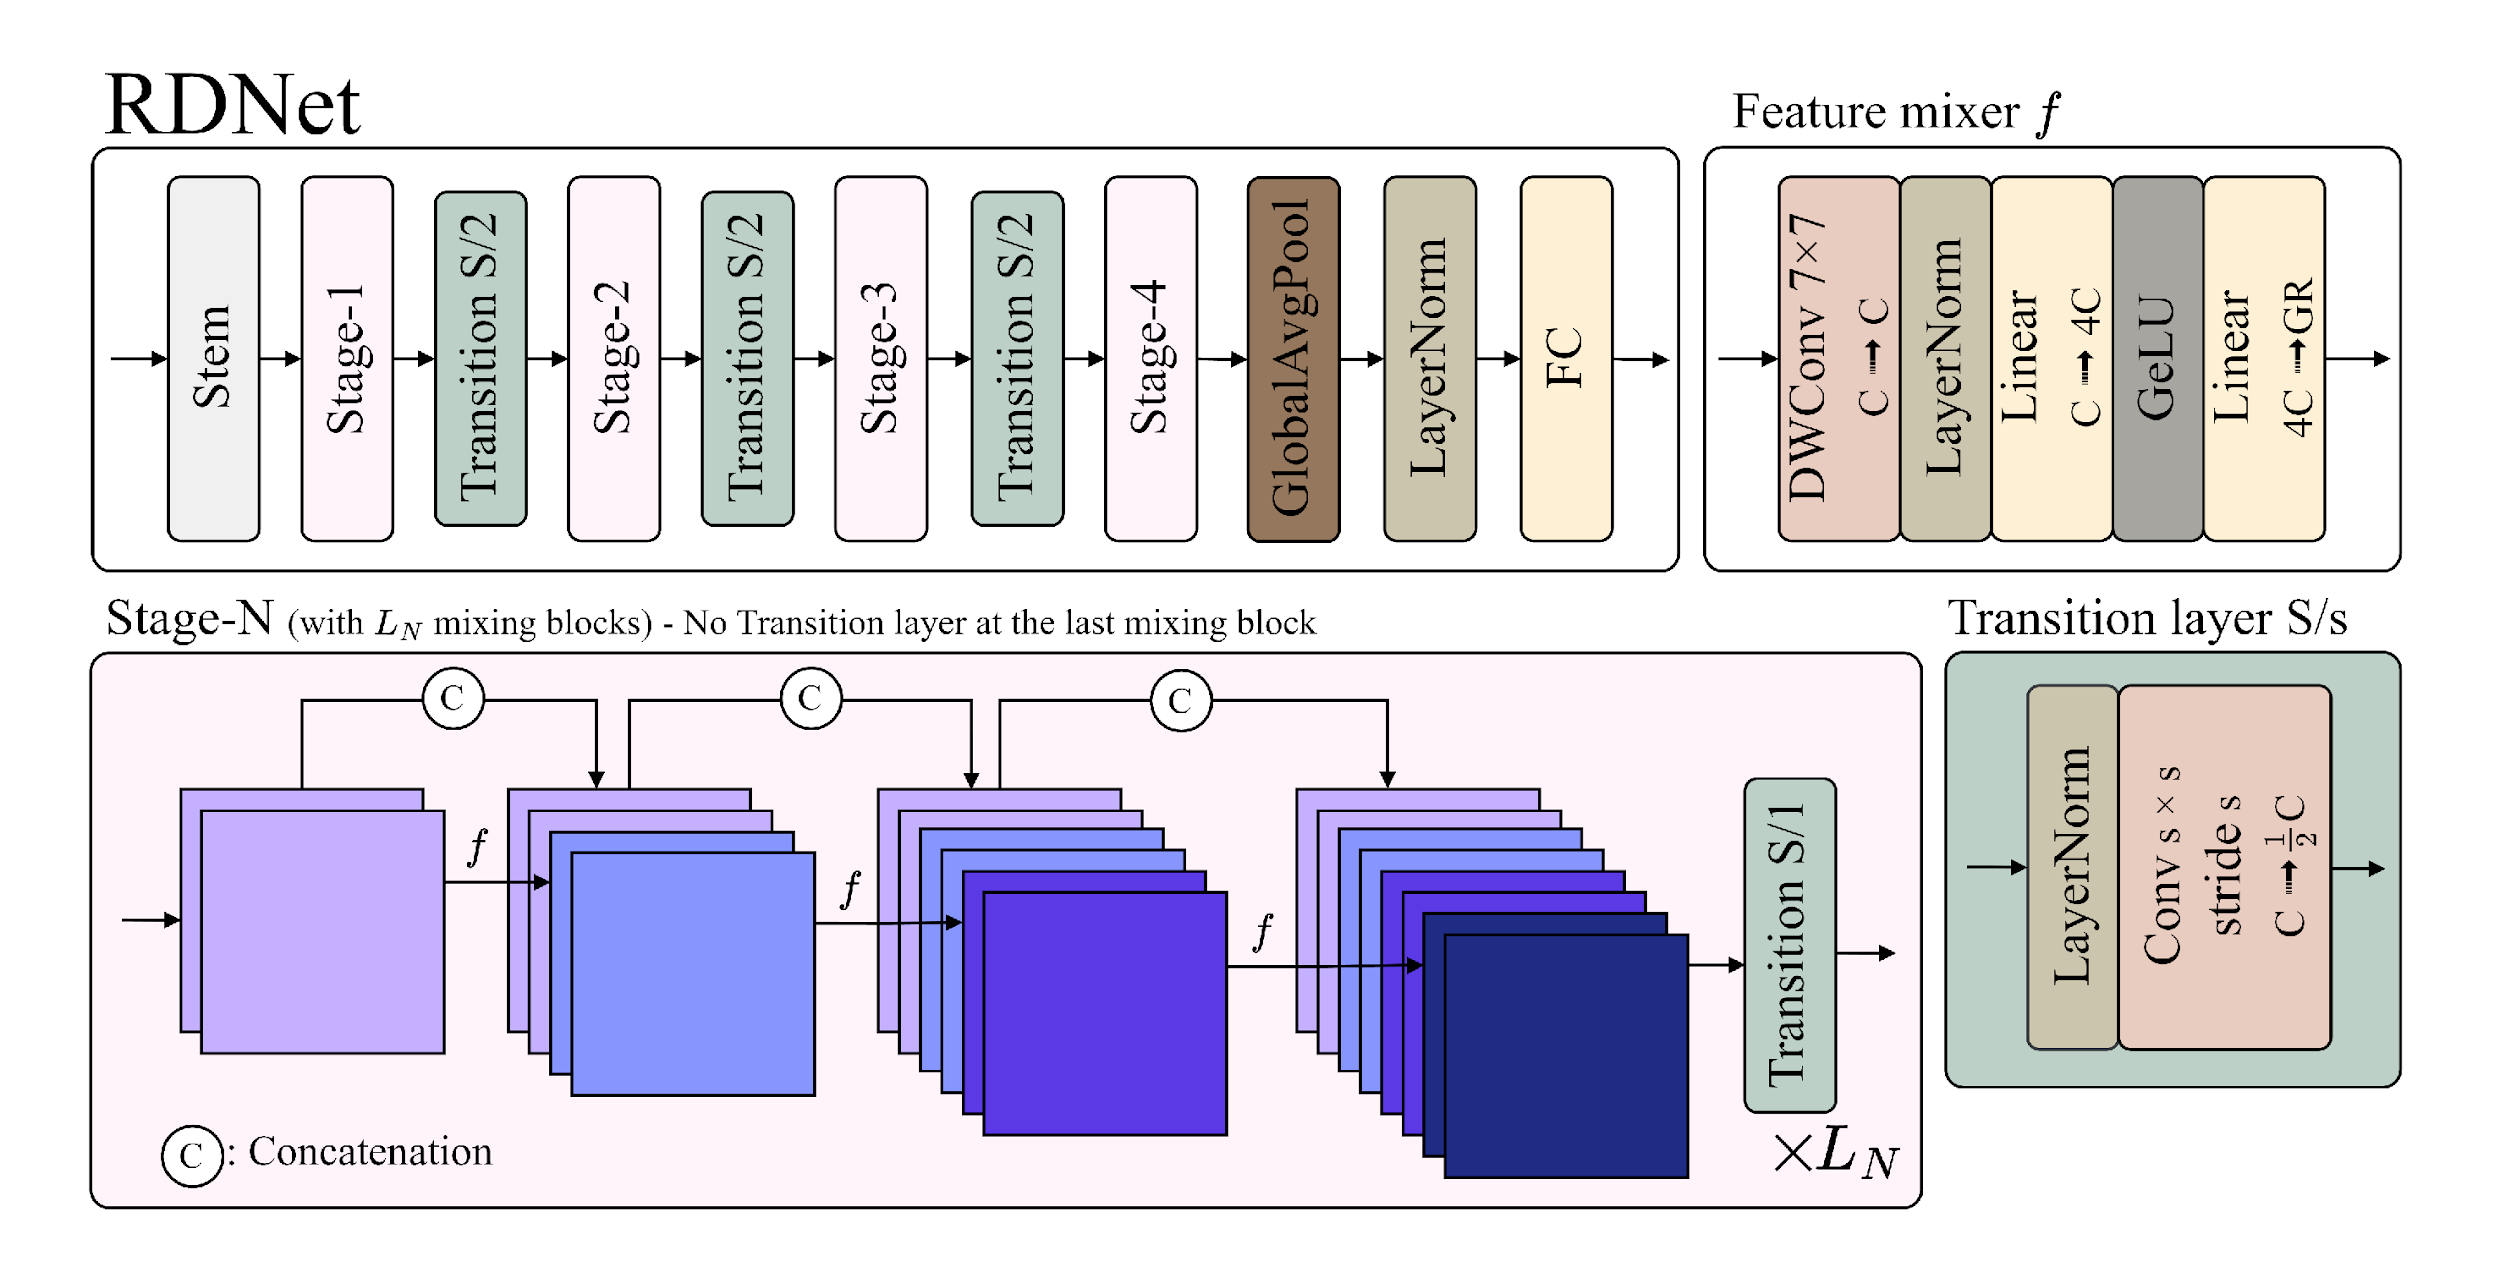 RDNet
Stem
Stage-1
Transition S/2
Stage-2
Transition S/2
Stage-3
Transition S/2
Stage-4
GlobalAvgPool
LayerNorm
FC
Feature mixer f
DWConv 7×7
C → C
LayerNorm
Linear
C → 4C
GeLU
Linear
4C→GR
Stage-N (with L_N mixing blocks) - No Transition layer at the last mixing block
C
C
C
f
f
f
Transition S/1
C : Concatenation
×L_N
Transition layer S/s
LayerNorm
Conv s × s
stride s
C → ½ C